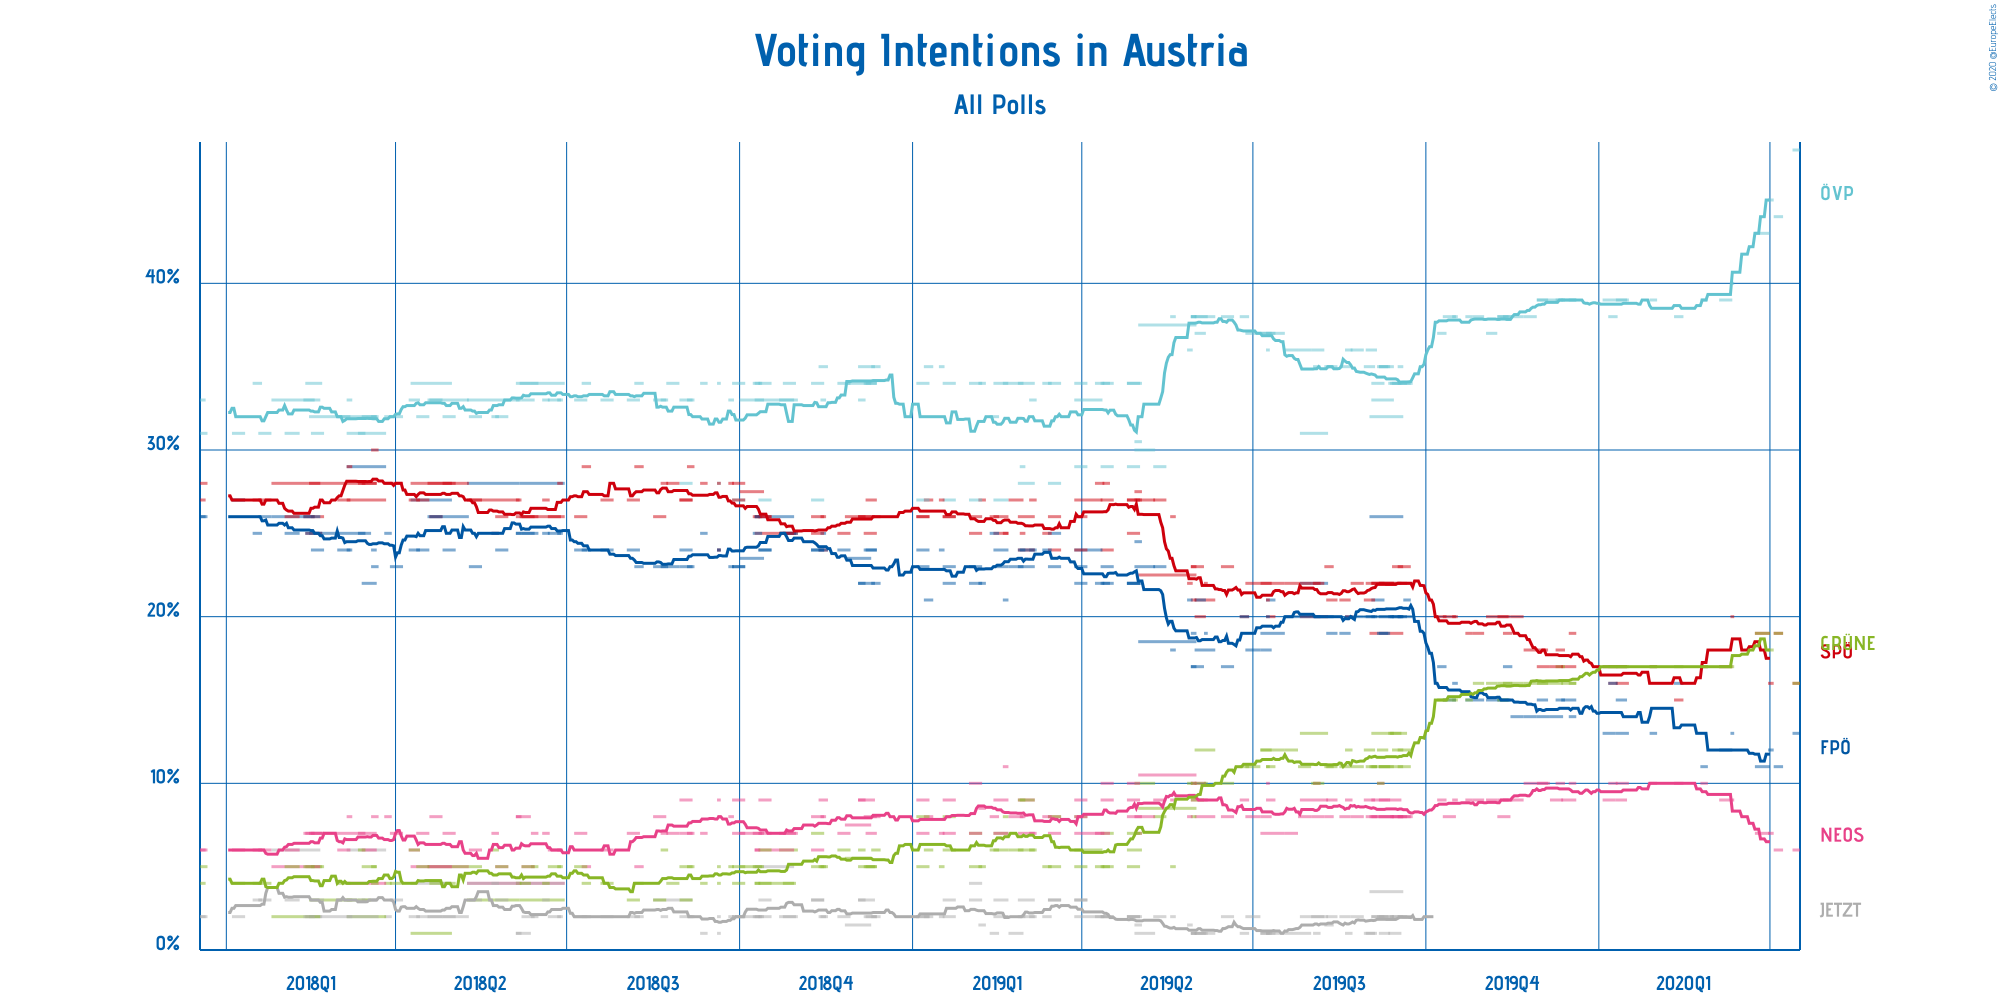 Voting Intentions in Austria
All Polls
© 2020 @EuropeElects
ÖVP
40%
30%
20%
GRÜNE
SPÖ
FPÖ
10%
NEOS
JETZT
0%
2018Q1 2018Q2 2018Q3 2018Q4 2019Q1 2019Q2 2019Q3 2019Q4 2020Q1